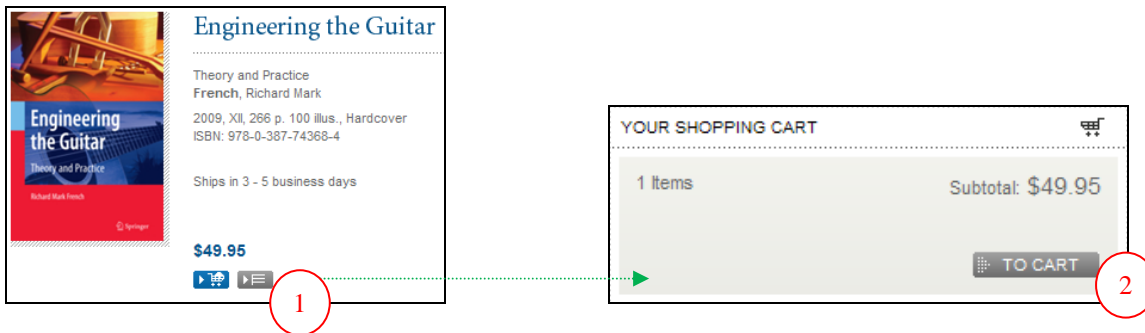 Engineering the Guitar
Theory and Practice
French, Richard Mark
2009, XII, 266 p. 100 illus., Hardcover
ISBN: 978-0-387-74368-4
Ships in 3 - 5 business days
$49.95
Engineering
the Guitar
Theory and Practice
Richard Mark French
Springer
1
YOUR SHOPPING CART
1 Items
Subtotal: $49.95
TO CART
2